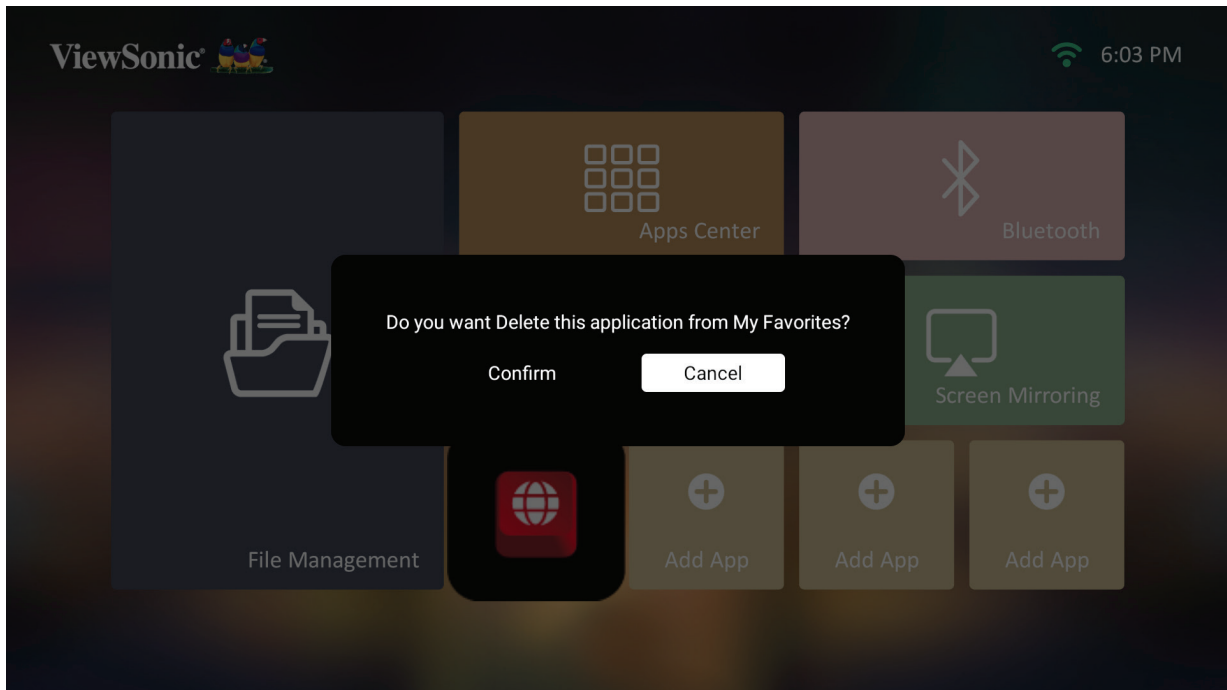 ViewSonic®
6:03 PM
Apps Center
Bluetooth
Do you want Delete this application from My Favorites?
Confirm
Cancel
Screen Mirroring
File Management
Add App
Add App
Add App